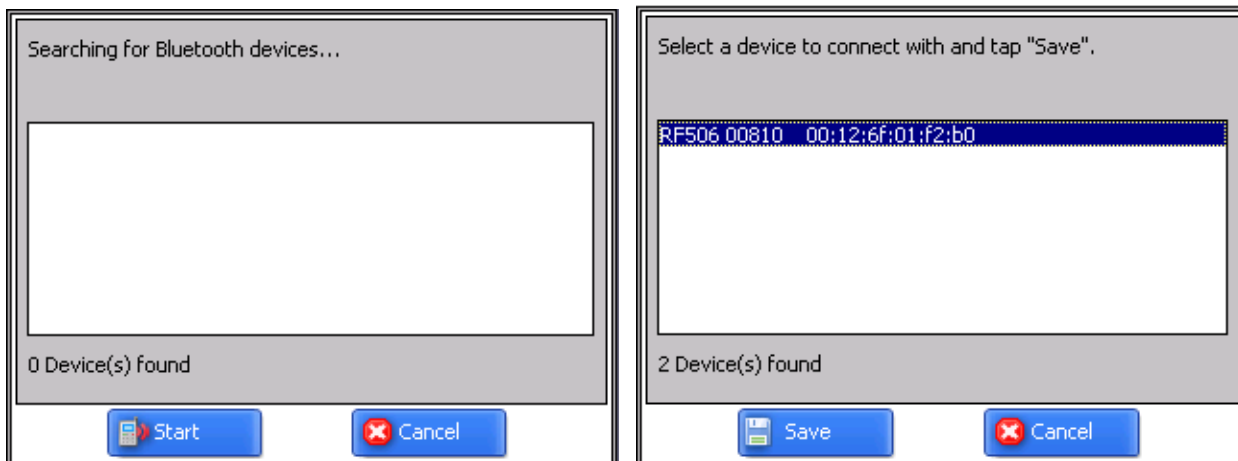 Searching for Bluetooth devices...
0 Device(s) found
Start
Cancel
Select a device to connect with and tap "Save".
RF506 00810 00:12:6f:01:f2:b0
2 Device(s) found
Save
Cancel